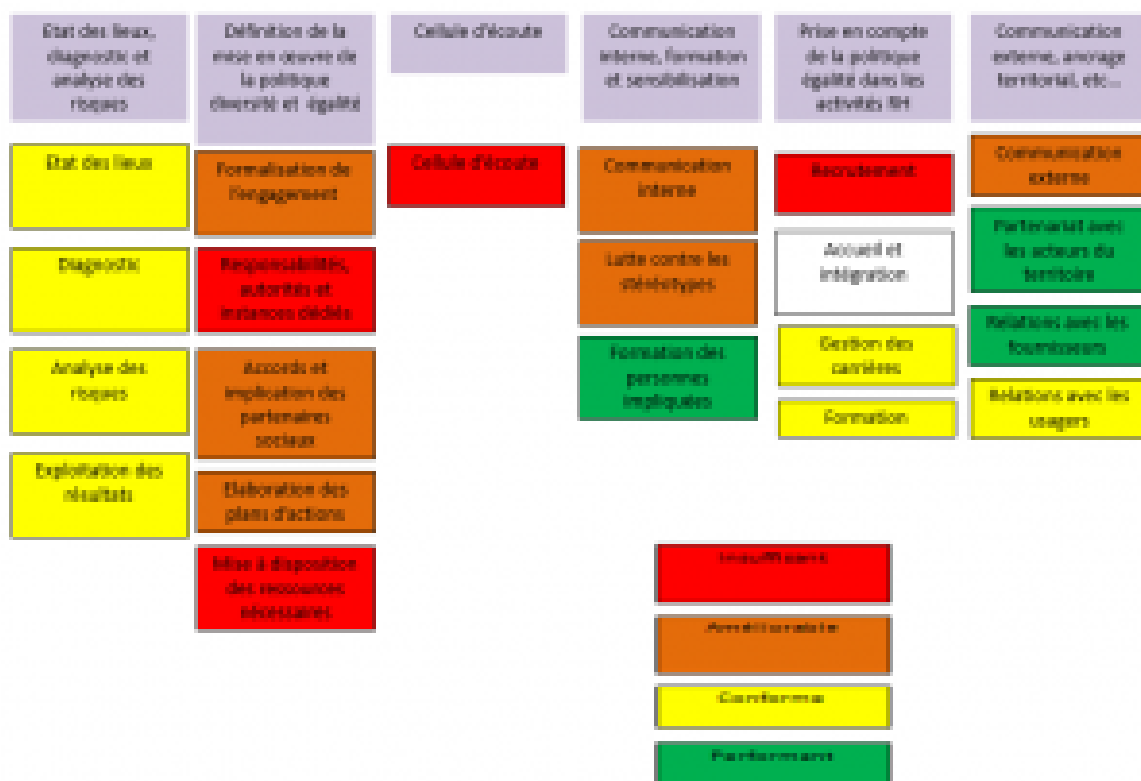 Etat des lieux,
diagnostic et
analyse des
risques
Etat des lieux
Diagnostic
Analyse des
risques
Exploitation des
résultats
Définition de la
mise en œuvre de
la politique
diversité et égalité
Formalisation de
l'engagement
Responsabilités,
autorités et
instances dédiés
Accords et
implication des
partenaires
sociaux
Elaboration des
plans d'actions
Mise à disposition
des ressources
nécessaires
Cellule d'écoute
Cellule d'écoute
Communication
interne, formation
et sensibilisation
Communication
interne
Lutte contre les
stéréotypes
Formation des
personnes
impliquées
Prise en compte
de la politique
égalité dans les
activités RH
Recrutement
Accueil et
intégration
Gestion des
carrières
Formation
Communication
externe, ancrage
territorial, etc...
Communication
externe
Partenariat avec
les acteurs du
territoire
Relations avec les
fournisseurs
Relations avec les
usagers
Insuffisant
Améliorable
Conforme
Performant